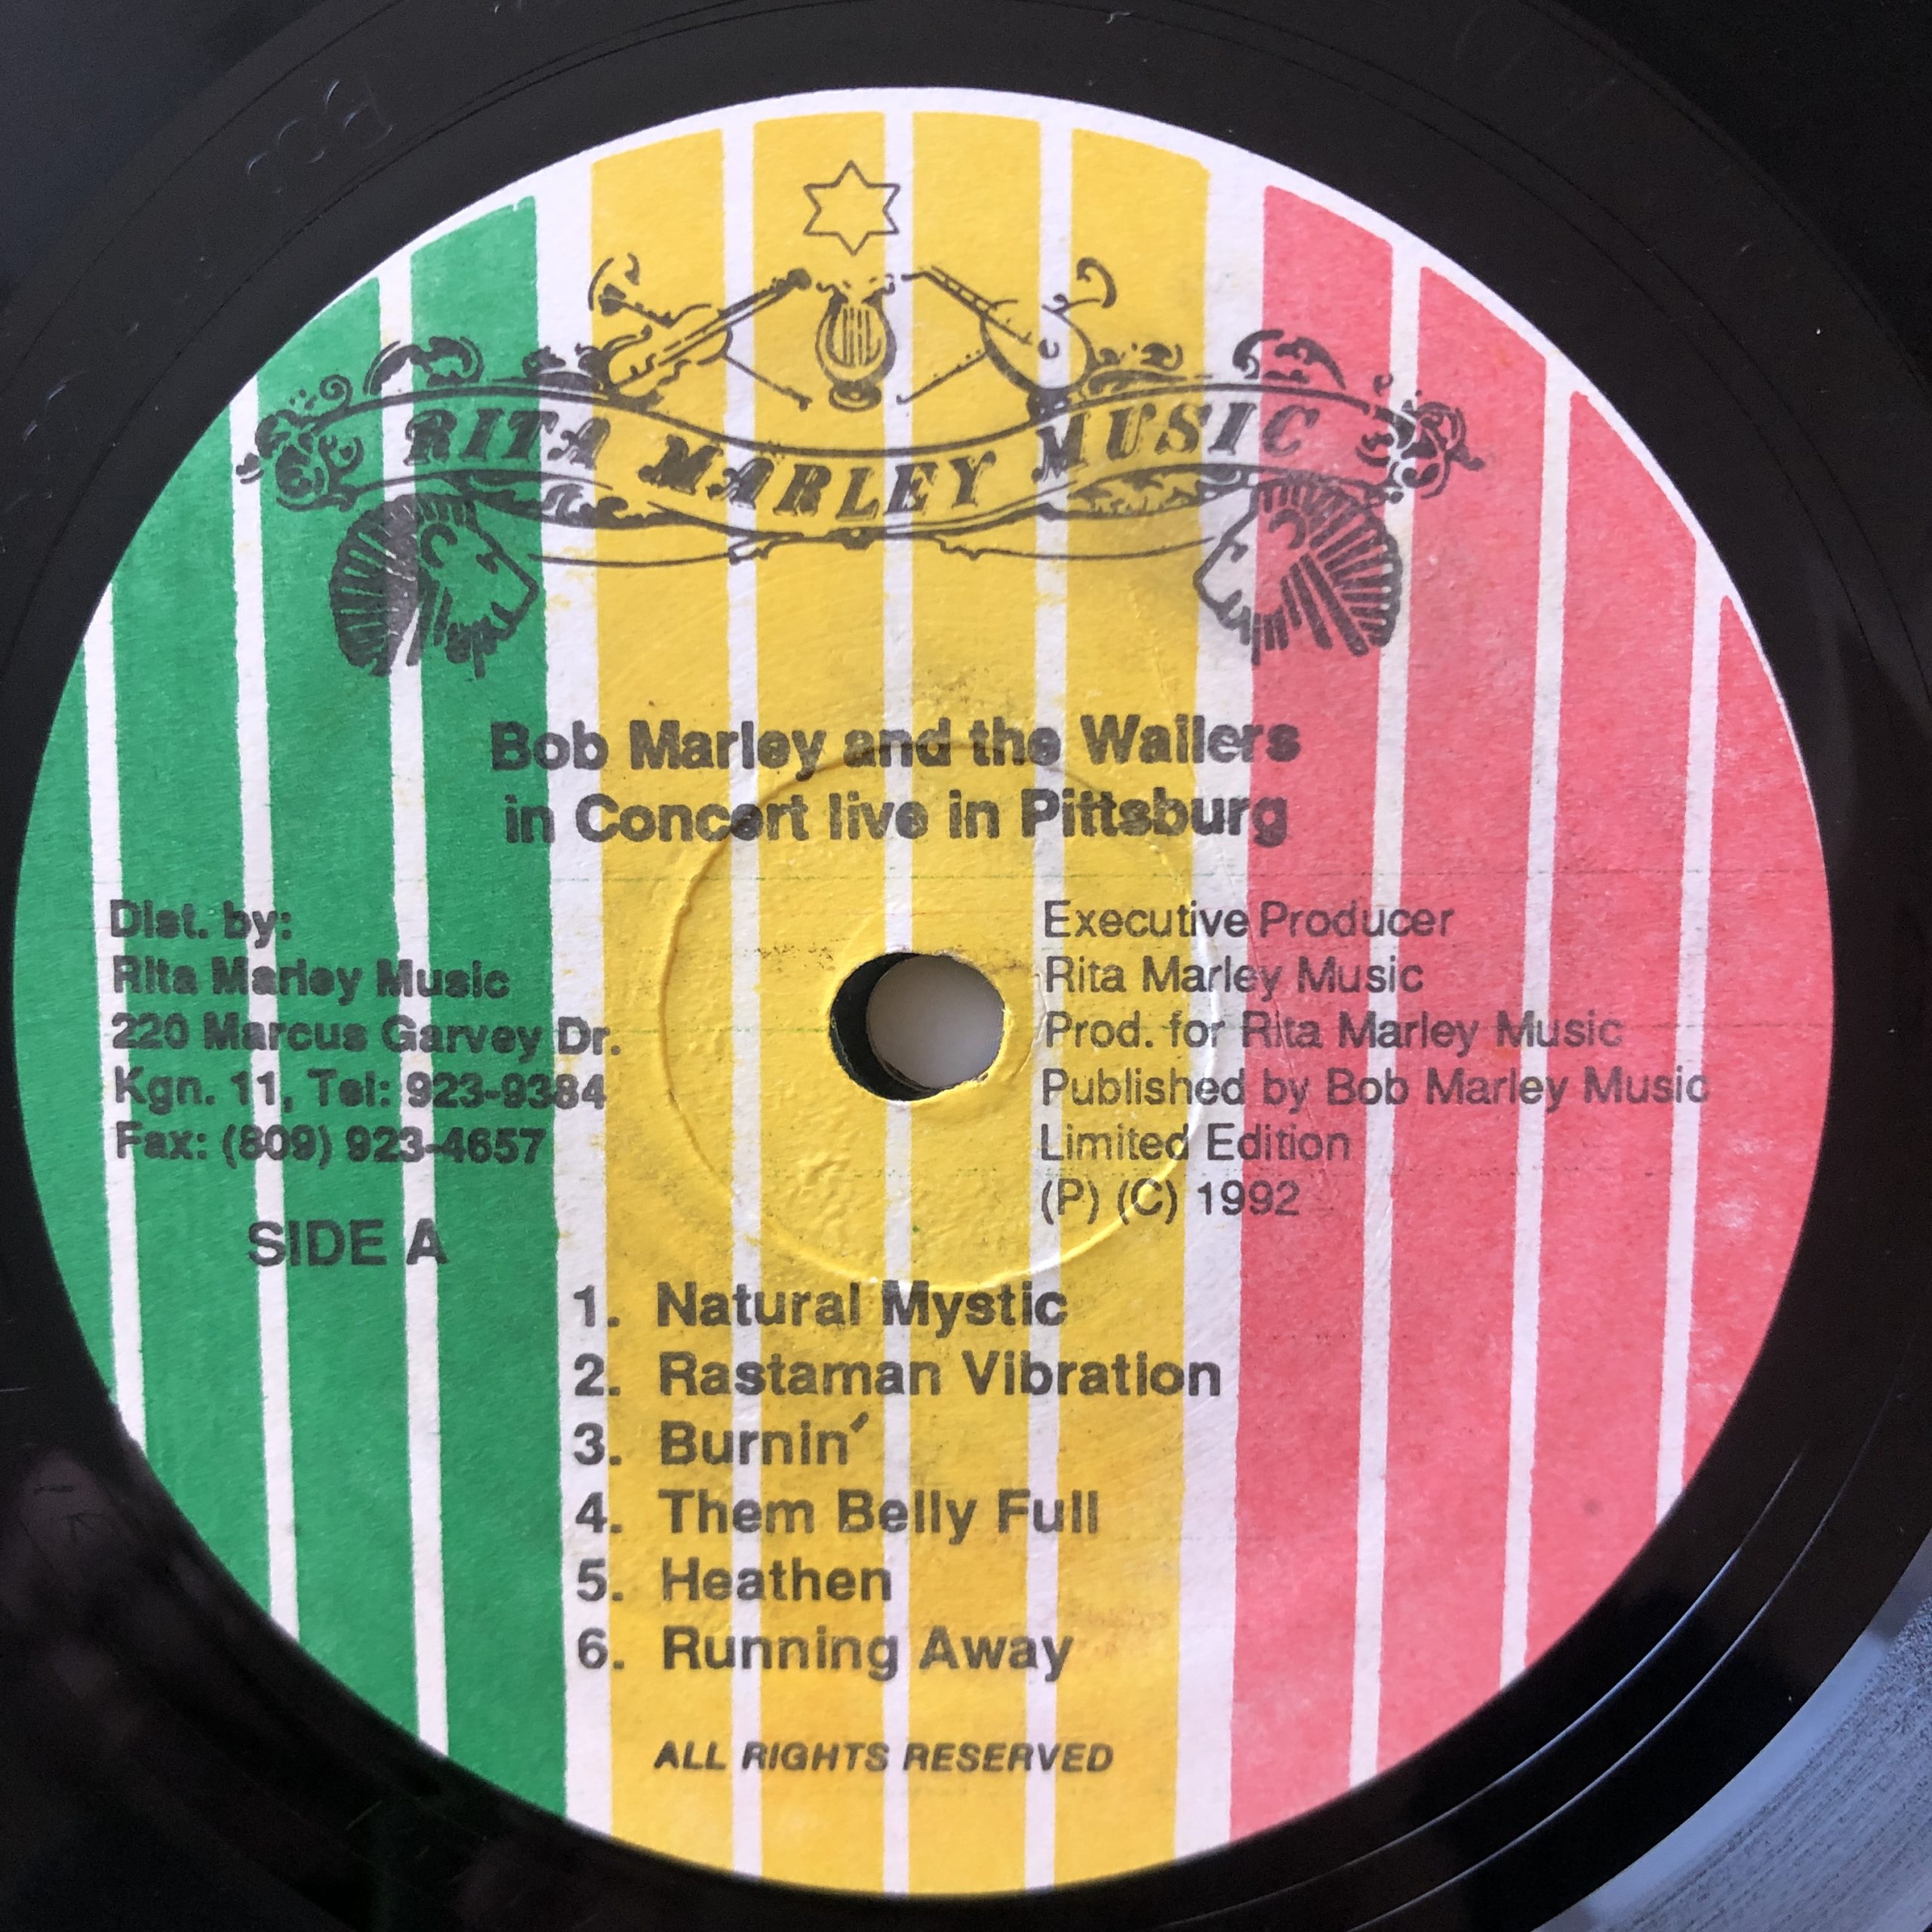 RITA MARLEY MUSIC
Bob Marley and the Wailers
in Concert live in Pittsburg
Dist. by:
Rita Marley Music
220 Marcus Garvey Dr.
Kgn. 11, Tel: 923-9384
Fax: (809) 923-4657
SIDE A
Executive Producer
Rita Marley Music
Prod. for Rita Marley Music
Published by Bob Marley Music
Limited Edition
(P) (C) 1992
1. Natural Mystic
2. Rastaman Vibration
3. Burnin´
4. Them Belly Full
5. Heathen
6. Running Away
ALL RIGHTS RESERVED